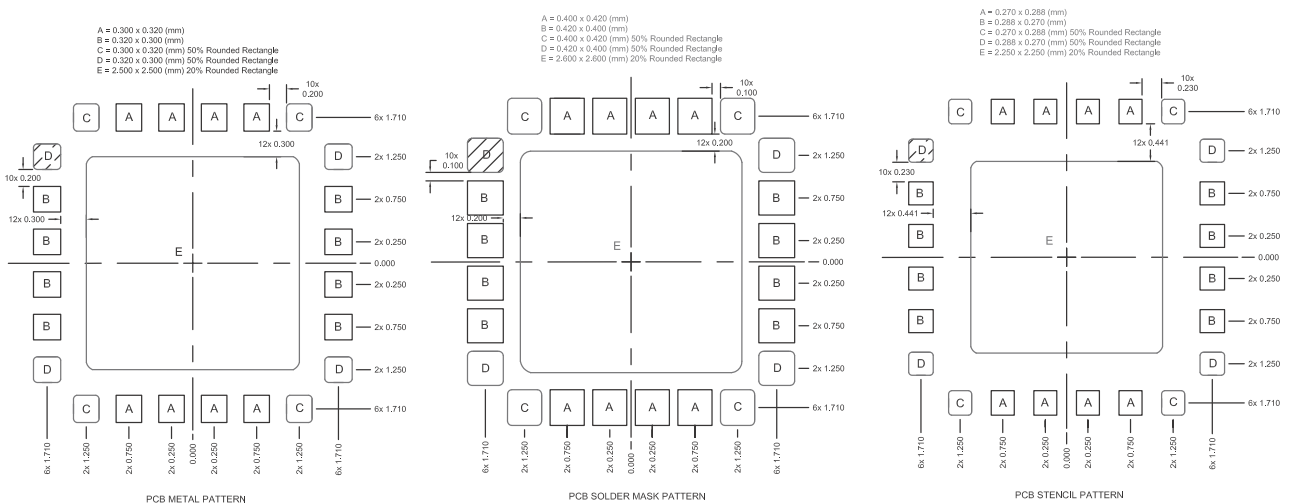 A = 0.300 x 0.320 (mm)
B = 0.320 x 0.300 (mm)
C = 0.300 x 0.320 (mm) 50% Rounded Rectangle
D = 0.320 x 0.300 (mm) 50% Rounded Rectangle
E = 2.500 x 2.500 (mm) 20% Rounded Rectangle
10x
0.200
C A A A A C
6x 1.710
12x 0.300
D D
2x 1.250
10x 0.200
B B
2x 0.750
12x 0.300
B B
2x 0.250
E
0.000
B B
2x 0.250
B B
2x 0.750
D D
2x 1.250
C A A A A C
6x 1.710
6x 1.710
2x 1.250
2x 0.750
2x 0.250
0.000
2x 0.250
2x 0.750
2x 1.250
6x 1.710
PCB METAL PATTERN
A = 0.400 x 0.420 (mm)
B = 0.420 x 0.400 (mm)
C = 0.400 x 0.420 (mm) 50% Rounded Rectangle
D = 0.420 x 0.400 (mm) 50% Rounded Rectangle
E = 2.600 x 2.600 (mm) 20% Rounded Rectangle
10x
0.100
C A A A A C
6x 1.710
12x 0.200
D D
2x 1.250
10x
0.100
B B
2x 0.750
12x 0.200
B B
2x 0.250
E
0.000
B B
2x 0.250
B B
2x 0.750
D D
2x 1.250
C A A A A C
6x 1.710
6x 1.710
2x 1.250
2x 0.750
2x 0.250
0.000
2x 0.250
2x 0.750
2x 1.250
6x 1.710
PCB SOLDER MASK PATTERN
A = 0.270 x 0.288 (mm)
B = 0.288 x 0.270 (mm)
C = 0.270 x 0.288 (mm) 50% Rounded Rectangle
D = 0.288 x 0.270 (mm) 50% Rounded Rectangle
E = 2.250 x 2.250 (mm) 20% Rounded Rectangle
10x
0.230
C A A A A C
6x 1.710
12x 0.441
D D
2x 1.250
10x 0.230
B B
2x 0.750
12x 0.441
B B
2x 0.250
E
0.000
B B
2x 0.250
B B
2x 0.750
D D
2x 1.250
C A A A A C
6x 1.710
6x 1.710
2x 1.250
2x 0.750
2x 0.250
0.000
2x 0.250
2x 0.750
2x 1.250
6x 1.710
PCB STENCIL PATTERN